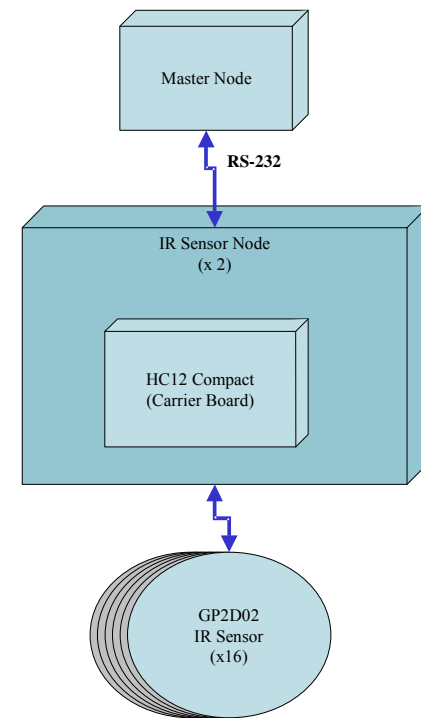 Master Node
RS-232
IR Sensor Node
(x 2)
HC12 Compact
(Carrier Board)
GP2D02
IR Sensor
(x16)